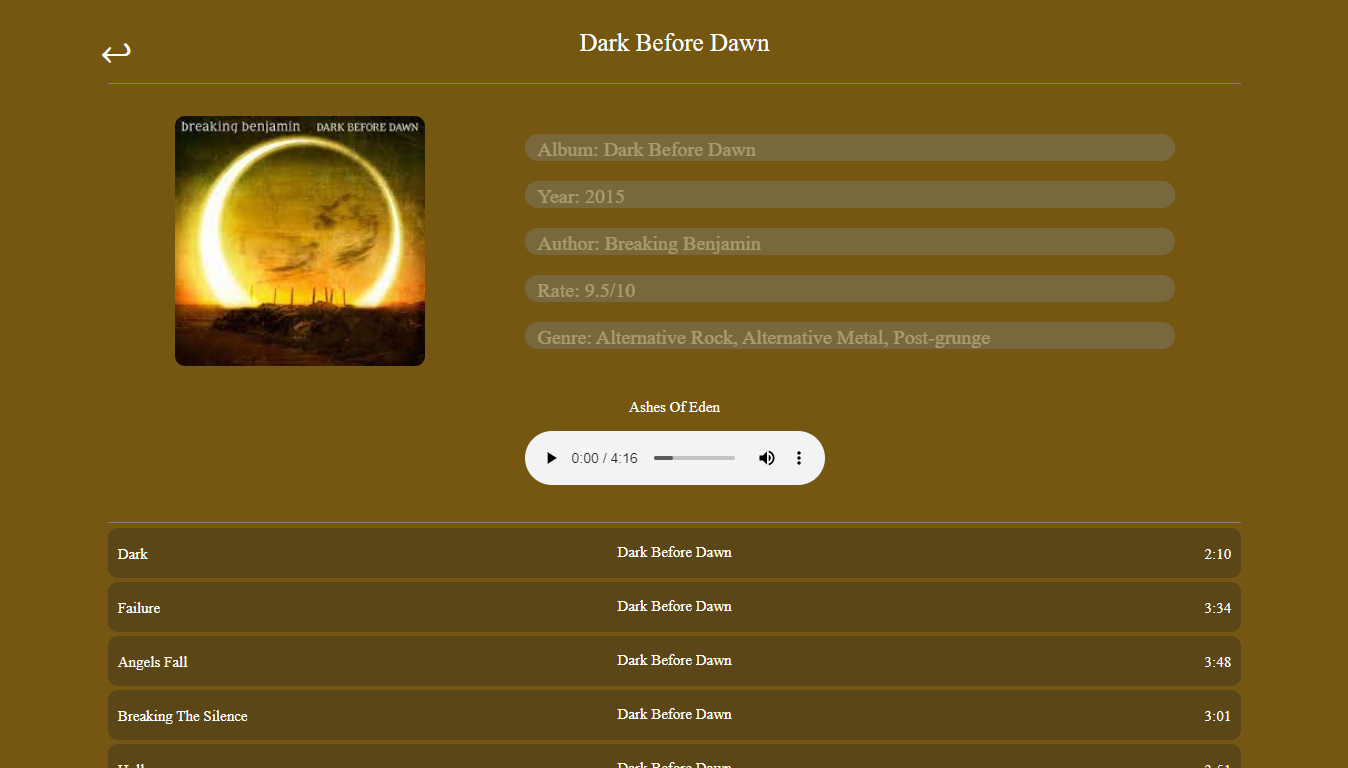 Dark Before Dawn
breaking benjamin DARK BEFORE DAWN
Album: Dark Before Dawn
Year: 2015
Author: Breaking Benjamin
Rate: 9.5/10
Genre: Alternative Rock, Alternative Metal, Post-grunge
Ashes Of Eden
0:00 / 4:16
Dark Dark Before Dawn 2:10
Failure Dark Before Dawn 3:34
Angels Fall Dark Before Dawn 3:48
Breaking The Silence Dark Before Dawn 3:01
Dark Before Dawn